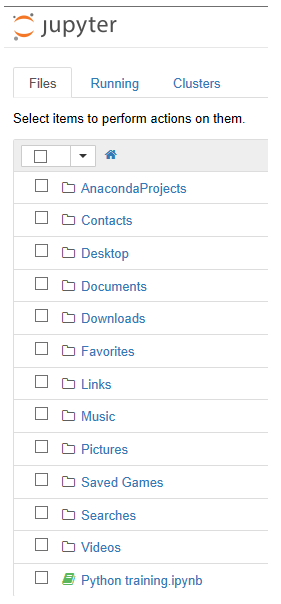 jupyter
Files Running Clusters
Select items to perform actions on them.
AnacondaProjects
Contacts
Desktop
Documents
Downloads
Favorites
Links
Music
Pictures
Saved Games
Searches
Videos
Python training.ipynb